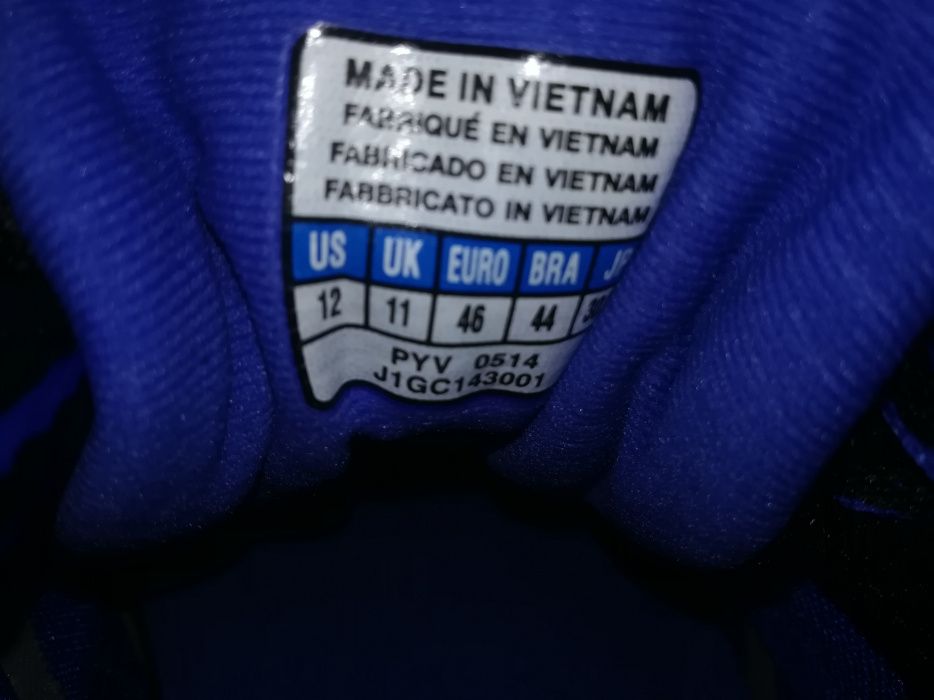 MADE IN VIETNAM
FABRIQUÉ EN VIETNAM
FABRICADO EN VIETNAM
FABBRICATO IN VIETNAM
US UK EURO BRA
12 11 46 44
PYV 0514
J1GC143001